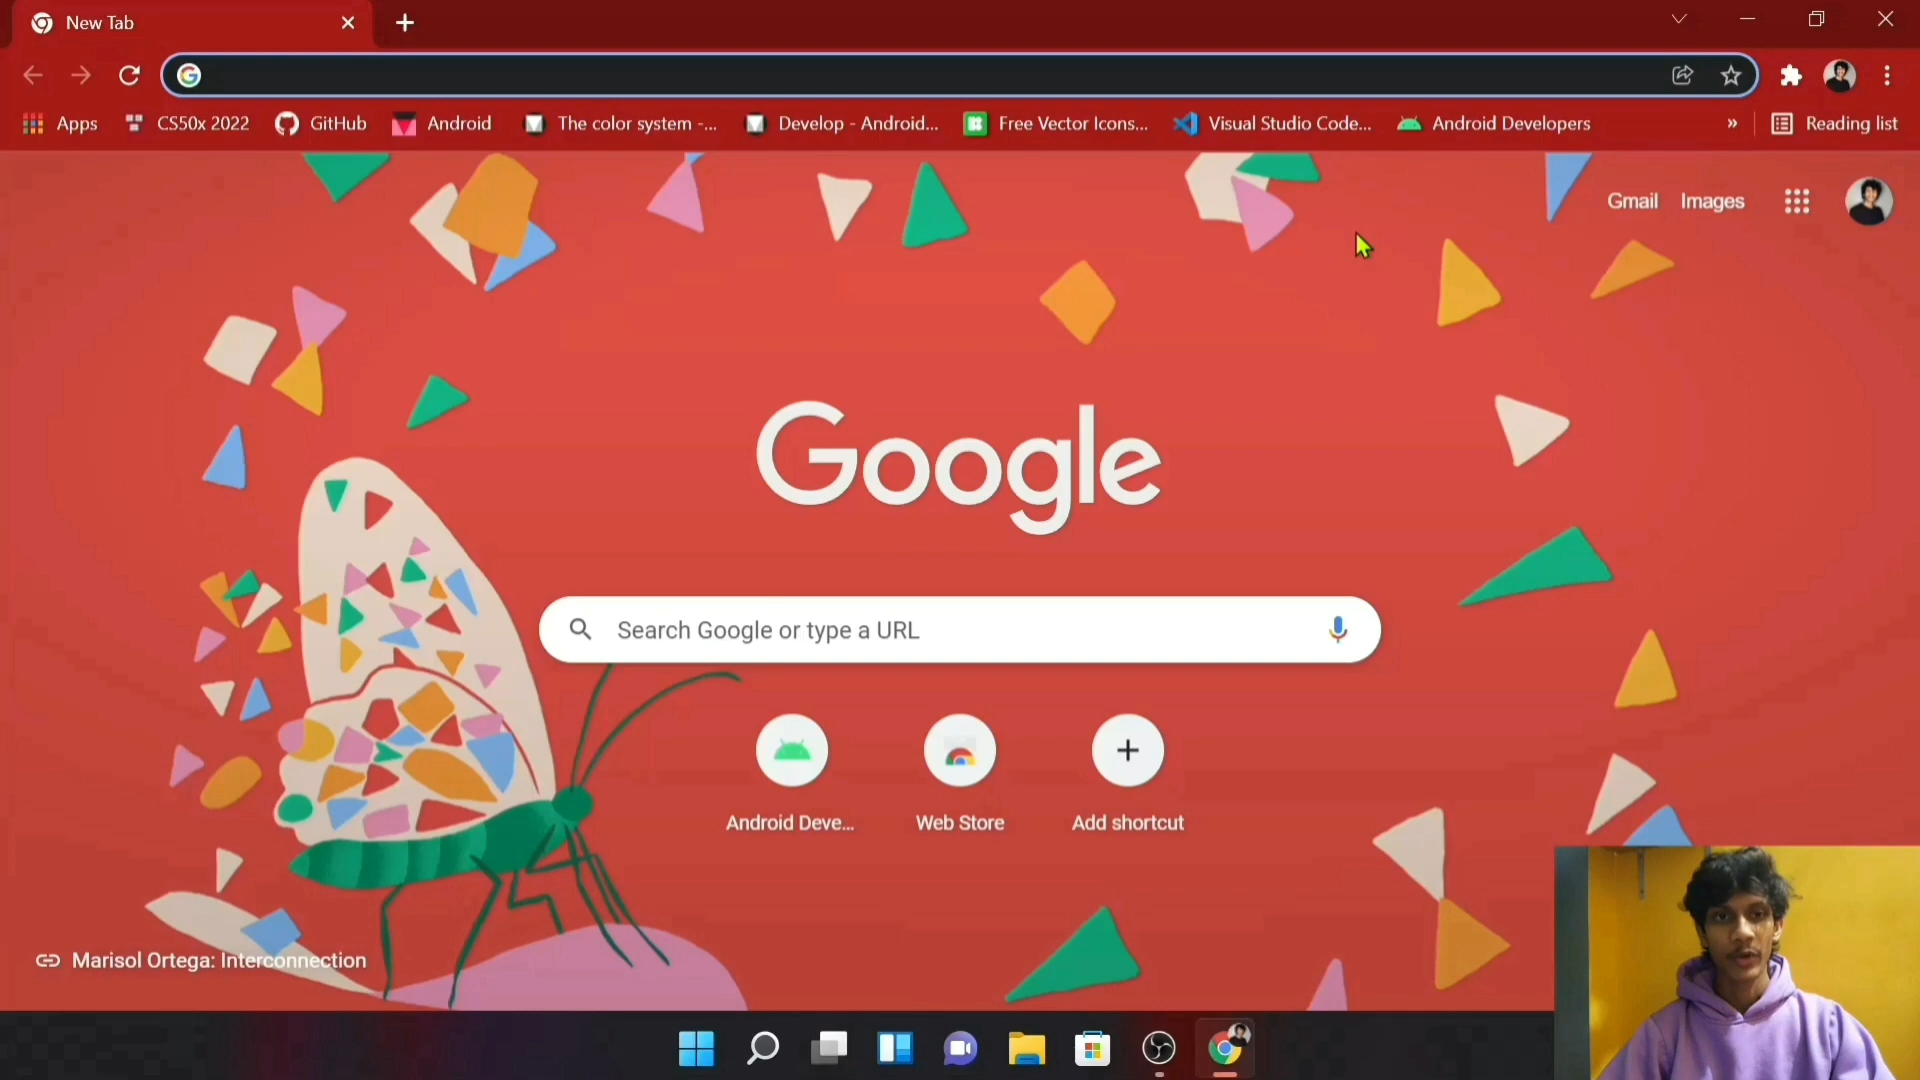 New Tab
Apps
CS50x 2022
GitHub
Android
The color system -...
Develop - Android...
Free Vector Icons...
Visual Studio Code...
Android Developers
»
Reading list
Gmail
Images
Google
Search Google or type a URL
Android Deve...
Web Store
Add shortcut
Marisol Ortega: Interconnection